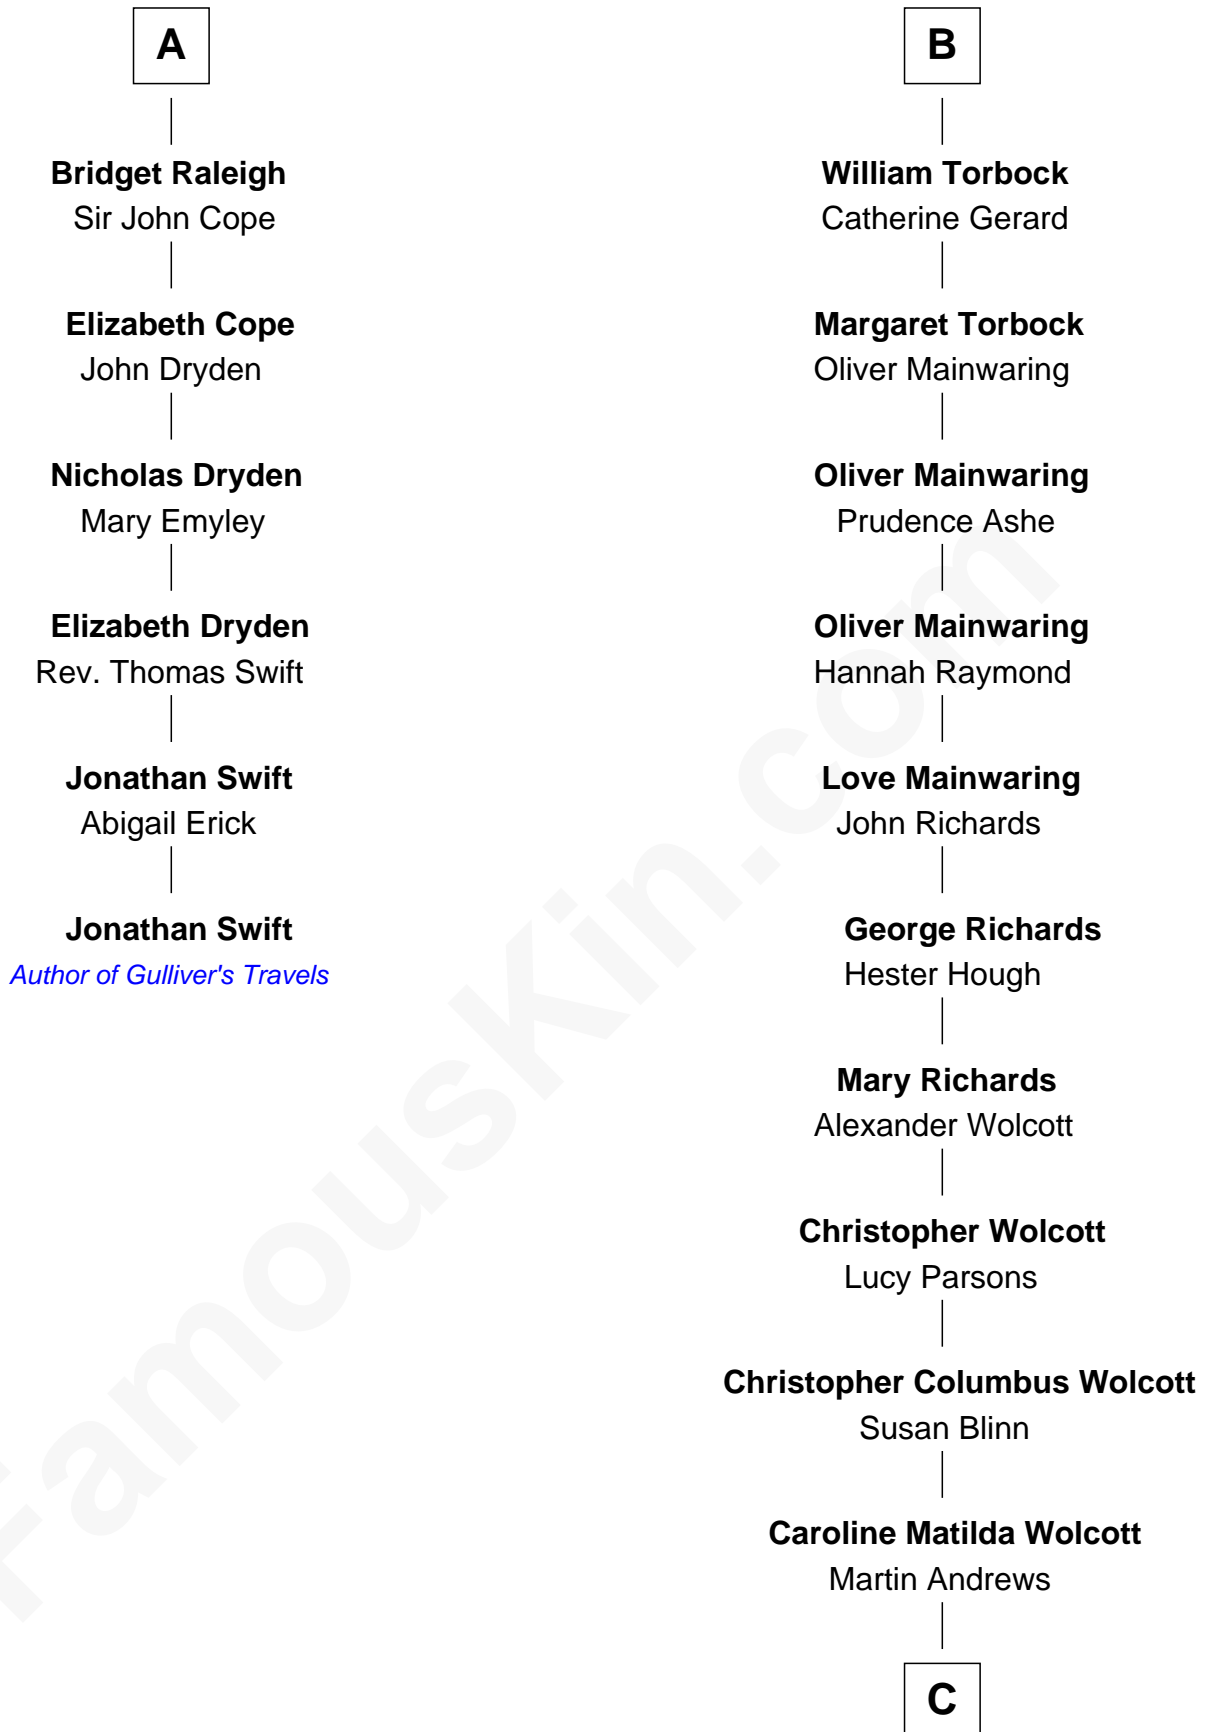 A
Bridget Raleigh
Sir John Cope
Elizabeth Cope
John Dryden
Nicholas Dryden
Mary Emyley
Elizabeth Dryden
Rev. Thomas Swift
Jonathan Swift
Abigail Erick
Jonathan Swift
Author of Gulliver's Travels
B
William Torbock
Catherine Gerard
Margaret Torbock
Oliver Mainwaring
Oliver Mainwaring
Prudence Ashe
Oliver Mainwaring
Hannah Raymond
Love Mainwaring
John Richards
George Richards
Hester Hough
Mary Richards
Alexander Wolcott
Christopher Wolcott
Lucy Parsons
Christopher Columbus Wolcott
Susan Blinn
Caroline Matilda Wolcott
Martin Andrews
C
FamousKin.com